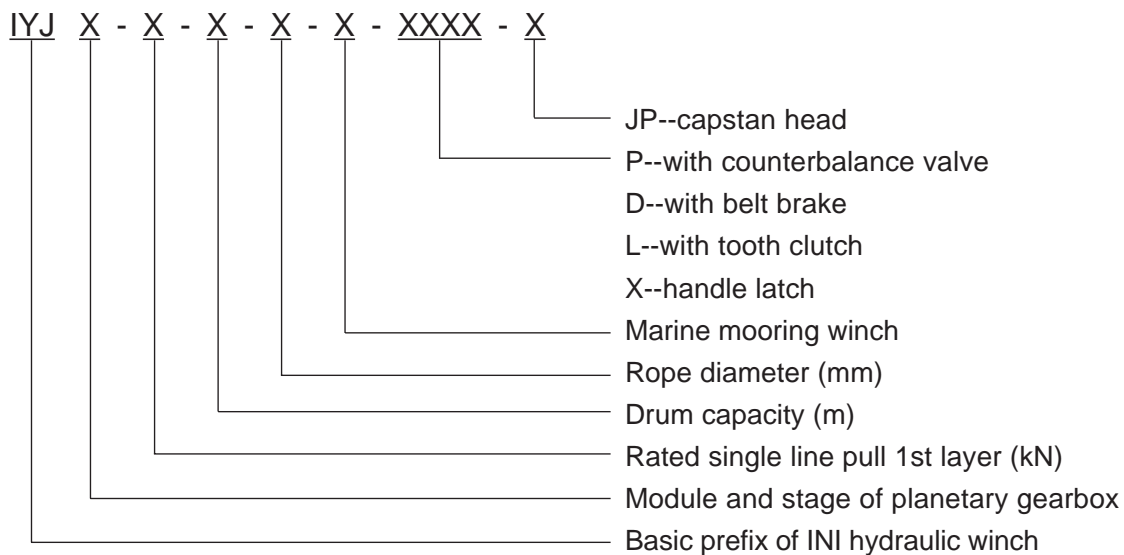 IYJ X - X - X - X - X - XXXX - X
JP--capstan head
P--with counterbalance valve
D--with belt brake
L--with tooth clutch
X--handle latch
Marine mooring winch
Rope diameter (mm)
Drum capacity (m)
Rated single line pull 1st layer (kN)
Module and stage of planetary gearbox
Basic prefix of INI hydraulic winch